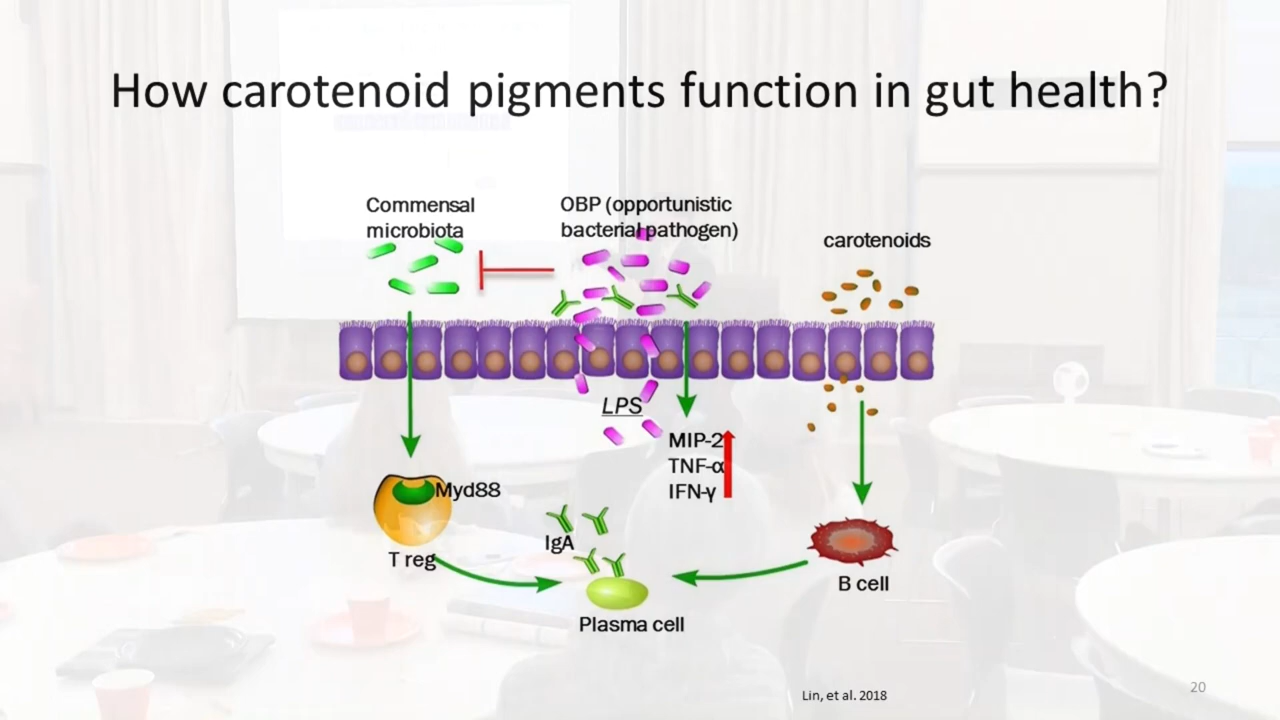 How carotenoid pigments function in gut health?
Commensal
microbiota
OBP (opportunistic
bacterial pathogen)
carotenoids
LPS
MIP-2
TNF-α
IFN-γ
Myd88
T reg
IgA
Plasma cell
B cell
Lin, et al. 2018
20